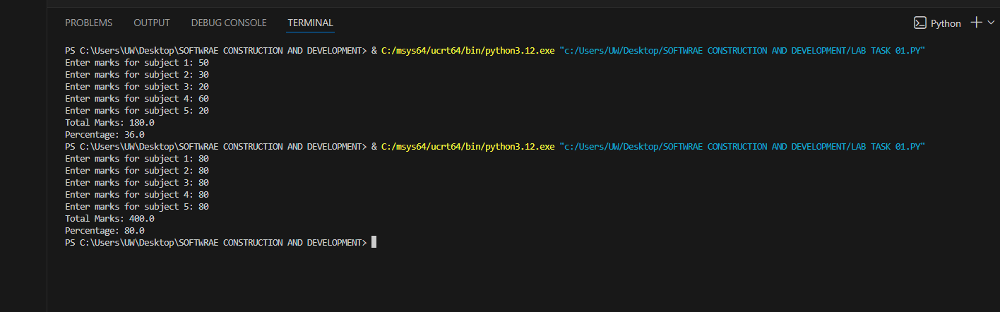 PROBLEMS OUTPUT DEBUG CONSOLE TERMINAL Python
PS C:\Users\UW\Desktop\SOFTWRAE CONSTRUCTION AND DEVELOPMENT> & C:/msys64/ucrt64/bin/python3.12.exe "c:/Users/UW/Desktop/SOFTWRAE CONSTRUCTION AND DEVELOPMENT/LAB TASK 01.PY"
Enter marks for subject 1: 50
Enter marks for subject 2: 30
Enter marks for subject 3: 20
Enter marks for subject 4: 60
Enter marks for subject 5: 20
Total Marks: 180.0
Percentage: 36.0
PS C:\Users\UW\Desktop\SOFTWRAE CONSTRUCTION AND DEVELOPMENT> & C:/msys64/ucrt64/bin/python3.12.exe "c:/Users/UW/Desktop/SOFTWRAE CONSTRUCTION AND DEVELOPMENT/LAB TASK 01.PY"
Enter marks for subject 1: 80
Enter marks for subject 2: 80
Enter marks for subject 3: 80
Enter marks for subject 4: 80
Enter marks for subject 5: 80
Total Marks: 400.0
Percentage: 80.0
PS C:\Users\UW\Desktop\SOFTWRAE CONSTRUCTION AND DEVELOPMENT>